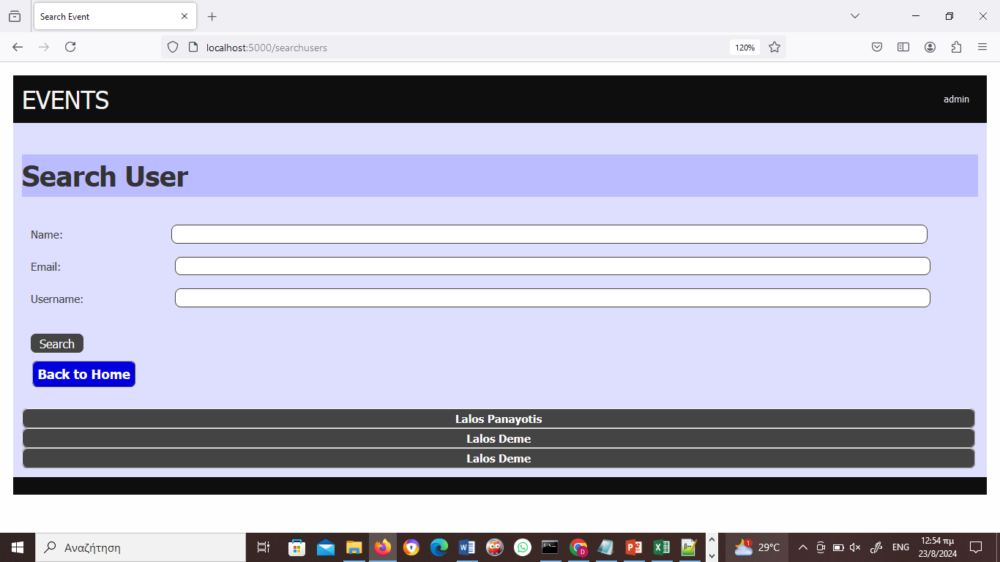 Search Event
localhost:5000/searchusers
120%
EVENTS
admin
Search User
Name:
Email:
Username:
Search
Back to Home
Lalos Panayotis
Lalos Deme
Lalos Deme
Αναζήτηση
1
29°C
ENG
12:54 πμ
23/8/2024